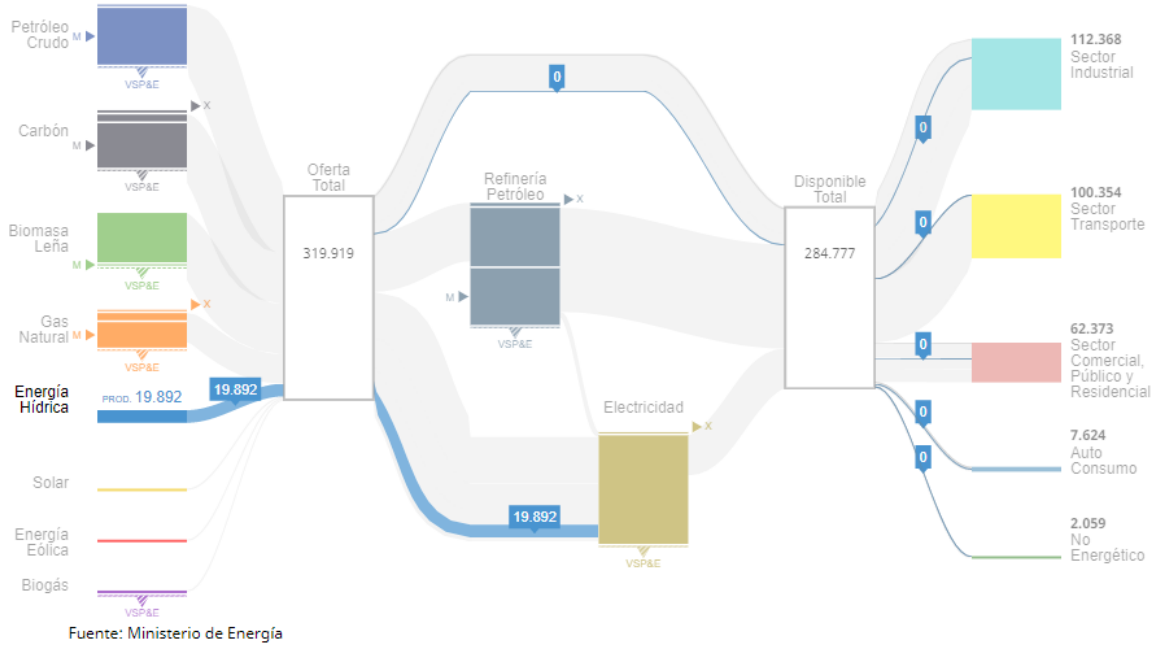 Petróleo
Crudo
M
VSP&E
X
Carbón
M
VSP&E
Biomasa
Leña
M
VSP&E
X
Gas
Natural
M
VSP&E
Energía
Hídrica
PROD. 19.892
19.892
Solar
Energía
Eólica
Biogás
VSP&E
Oferta
Total
319.919
0
Refinería
Petróleo
X
M
VSP&E
Electricidad
X
19.892
VSP&E
Disponible
Total
284.777
0
0
0
0
0
112.368
Sector
Industrial
100.354
Sector
Transporte
62.373
Sector
Comercial,
Público y
Residencial
7.624
Auto
Consumo
2.059
No
Energético
Fuente: Ministerio de Energía